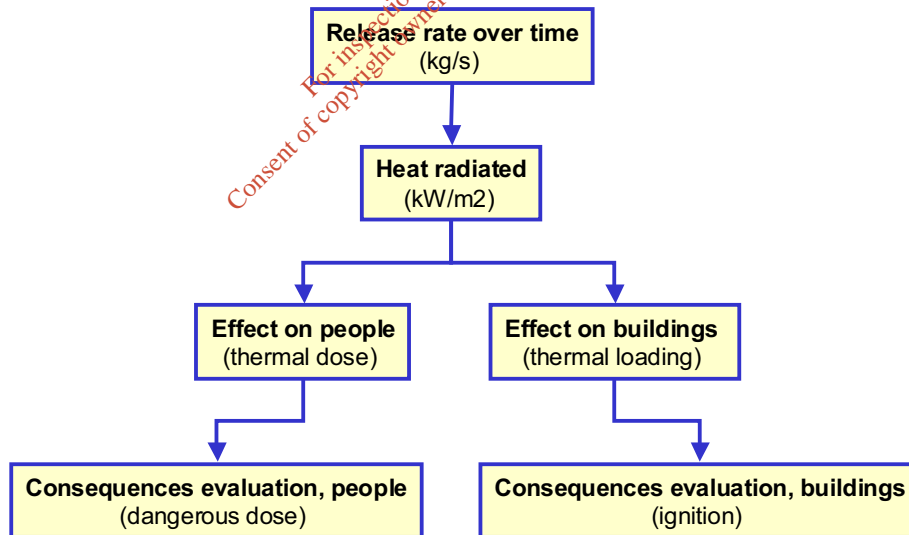 Release rate over time
(kg/s)
For inspection
Consent of copyright owner
Heat radiated
(kW/m2)
Effect on people
(thermal dose)
Effect on buildings
(thermal loading)
Consequences evaluation, people
(dangerous dose)
Consequences evaluation, buildings
(ignition)